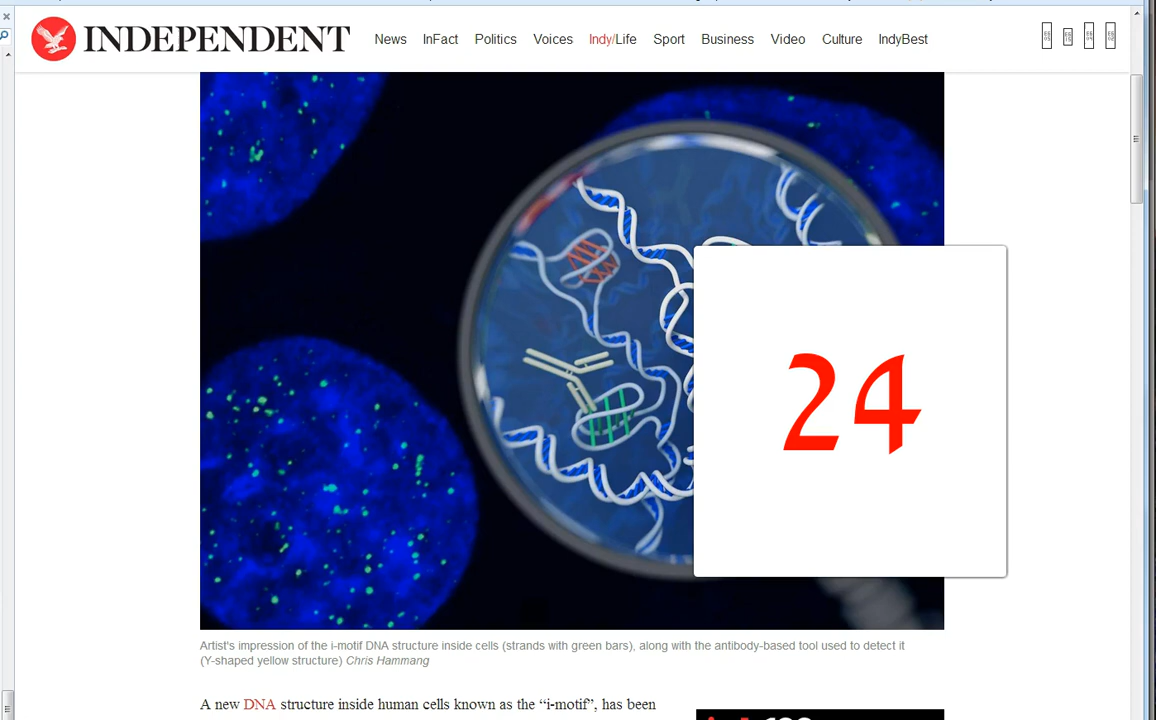 INDEPENDENT
News InFact Politics Voices Indy/Life Sport Business Video Culture IndyBest
24
Artist's impression of the i-motif DNA structure inside cells (strands with green bars), along with the antibody-based tool used to detect it
(Y-shaped yellow structure) Chris Hammang
A new DNA structure inside human cells known as the “i-motif”, has been